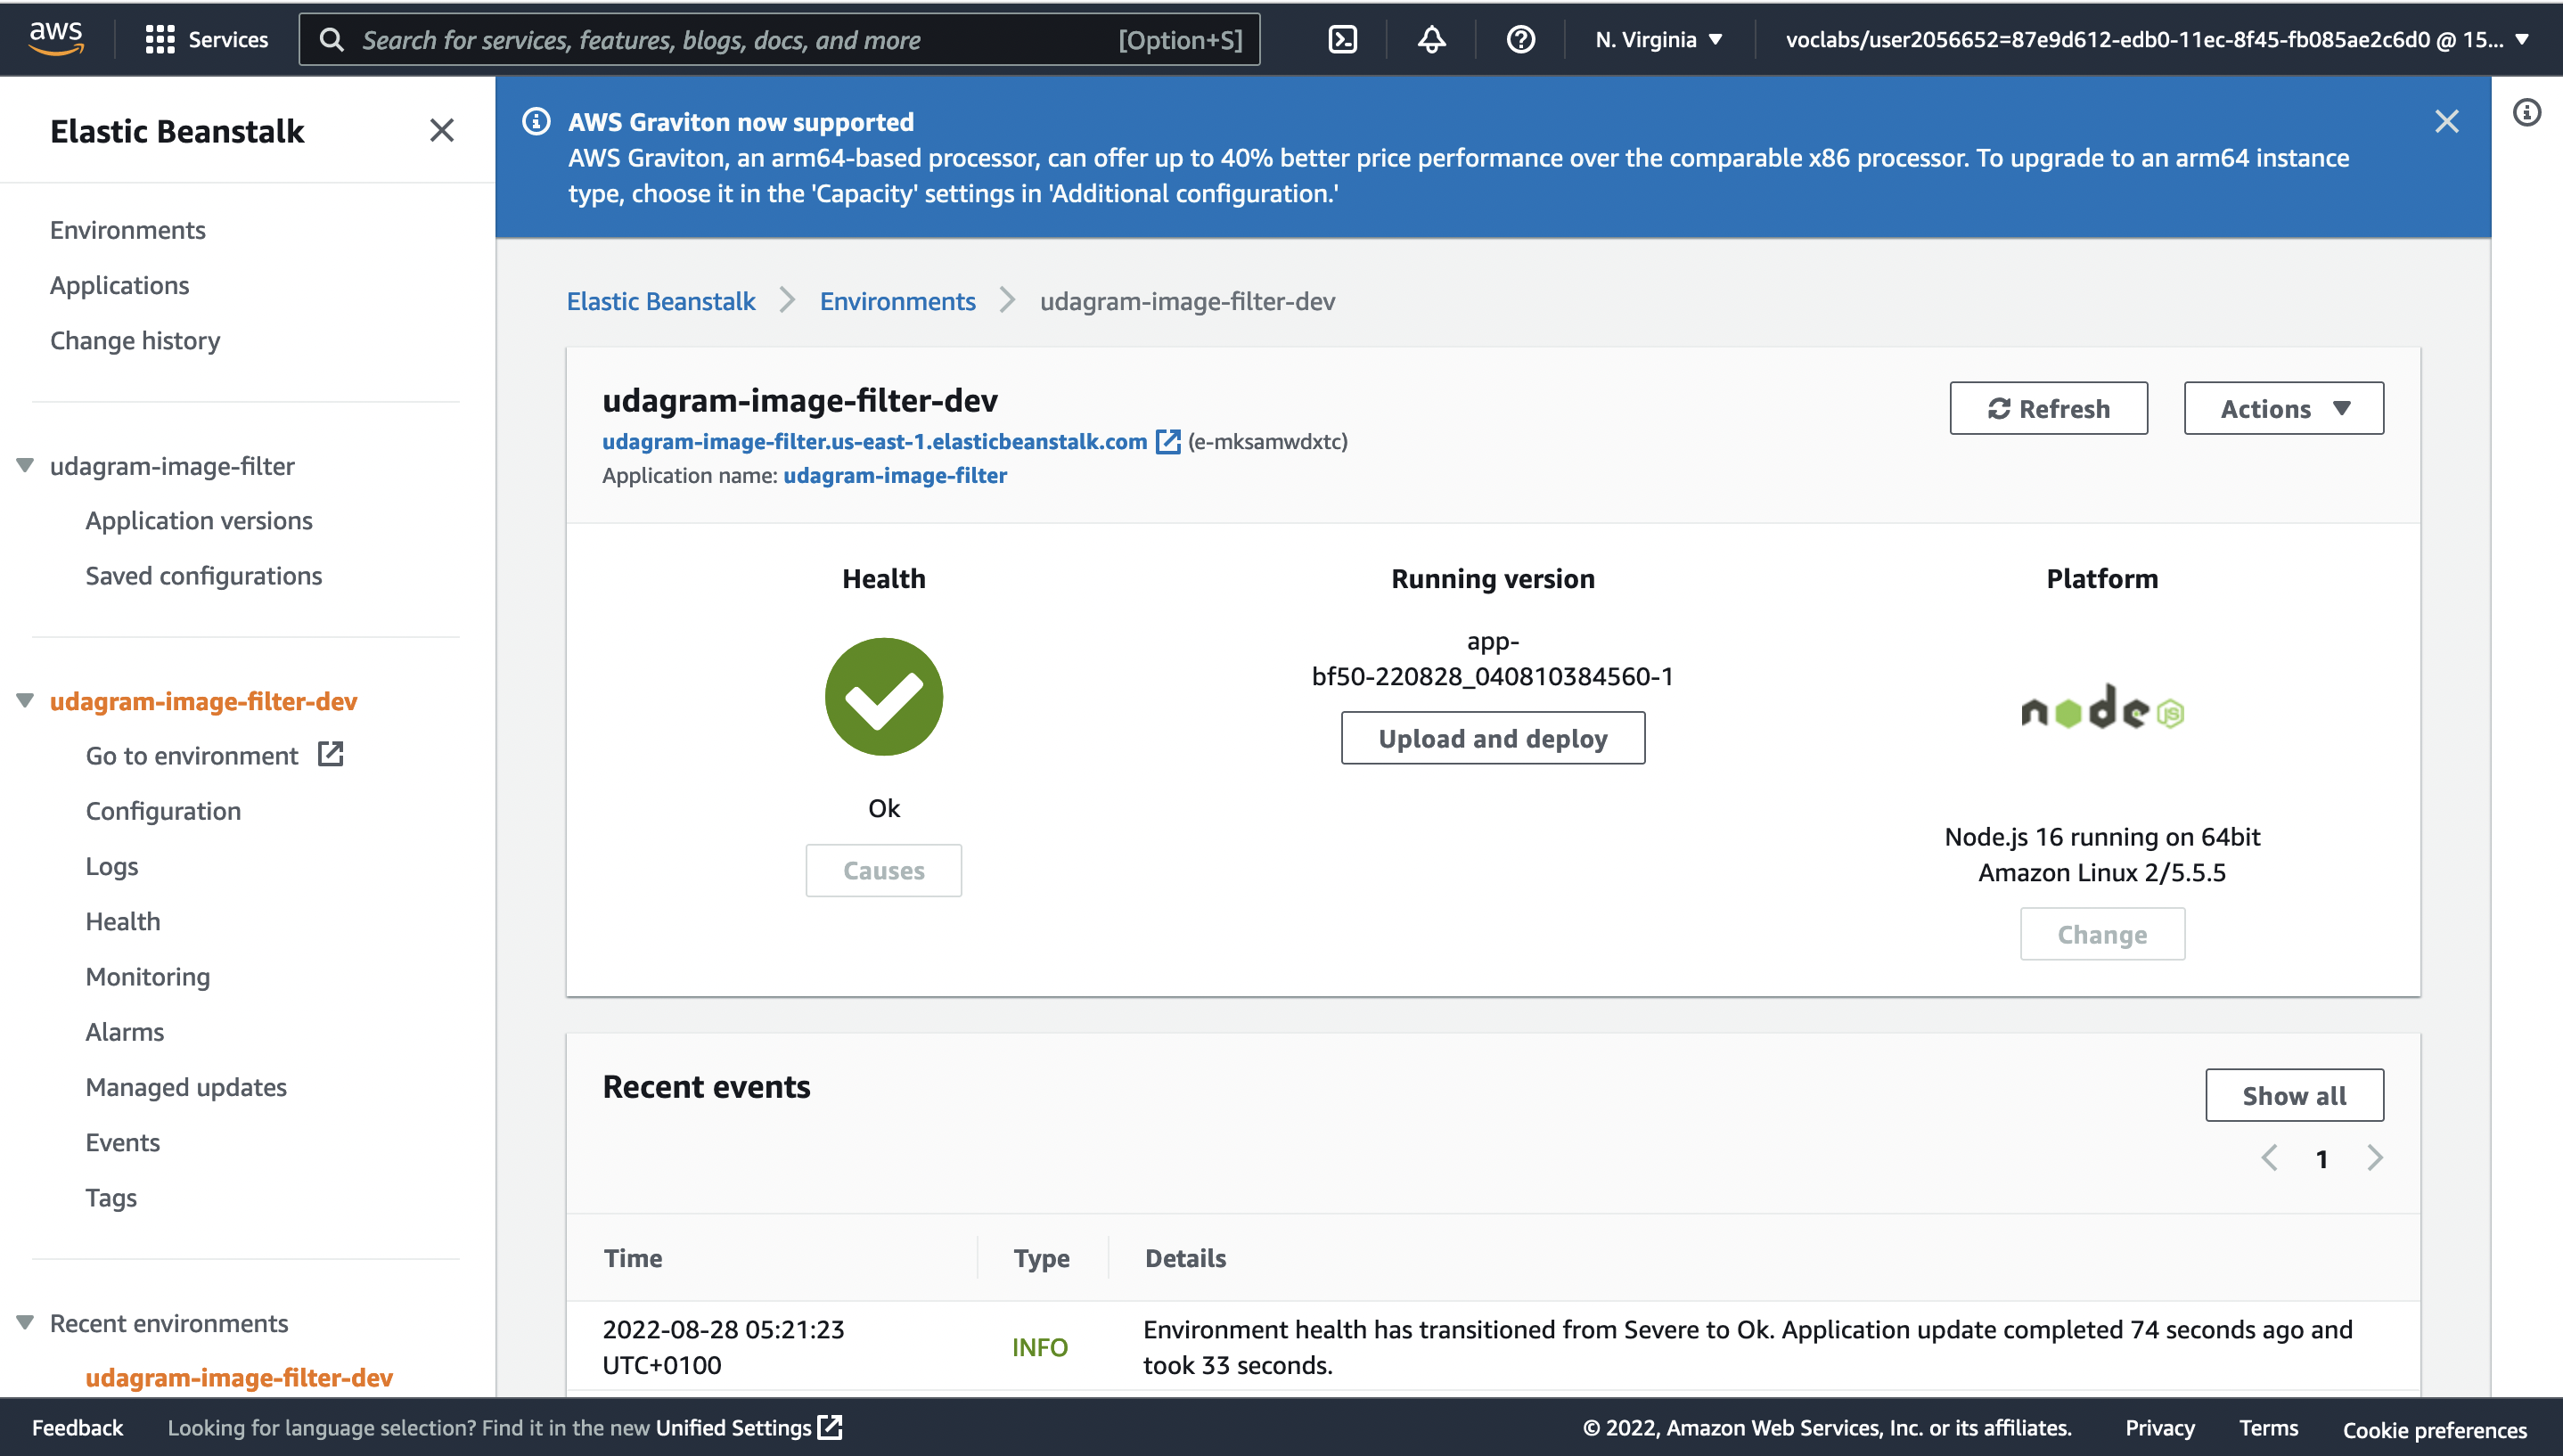 aws
Services
Search for services, features, blogs, docs, and more
[Option+S]
N. Virginia
voclabs/user2056652=87e9d612-edb0-11ec-8f45-fb085ae2c6d0 @ 15...
Elastic Beanstalk
Environments
Applications
Change history
udagram-image-filter
Application versions
Saved configurations
udagram-image-filter-dev
Go to environment
Configuration
Logs
Health
Monitoring
Alarms
Managed updates
Events
Tags
Recent environments
udagram-image-filter-dev
AWS Graviton now supported
AWS Graviton, an arm64-based processor, can offer up to 40% better price performance over the comparable x86 processor. To upgrade to an arm64 instance
type, choose it in the 'Capacity' settings in 'Additional configuration.'
Elastic Beanstalk
Environments
udagram-image-filter-dev
udagram-image-filter-dev
udagram-image-filter.us-east-1.elasticbeanstalk.com (e-mksamwdxtc)
Application name: udagram-image-filter
Refresh
Actions
Health
Ok
Causes
Running version
app-
bf50-220828_040810384560-1
Upload and deploy
Platform
node JS
Node.js 16 running on 64bit
Amazon Linux 2/5.5.5
Change
Recent events
Show all
1
Time
Type
Details
2022-08-28 05:21:23
UTC+0100
INFO
Environment health has transitioned from Severe to Ok. Application update completed 74 seconds ago and
took 33 seconds.
Feedback
Looking for language selection? Find it in the new Unified Settings
© 2022, Amazon Web Services, Inc. or its affiliates.
Privacy
Terms
Cookie preferences